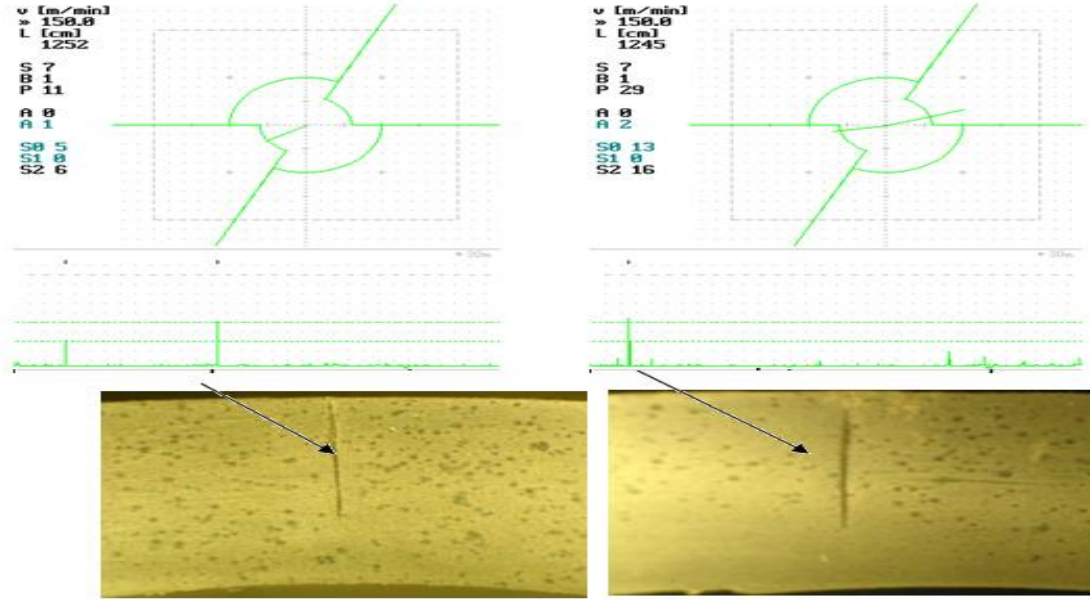 v [m/min]
» 150.0
L [cm]
1252
S 7
B 1
P 11
A 0
A 1
S0 5
S1 0
S2 6
v [m/min]
» 150.0
L [cm]
1245
S 7
B 1
P 29
A 0
A 2
S0 13
S1 0
S2 16